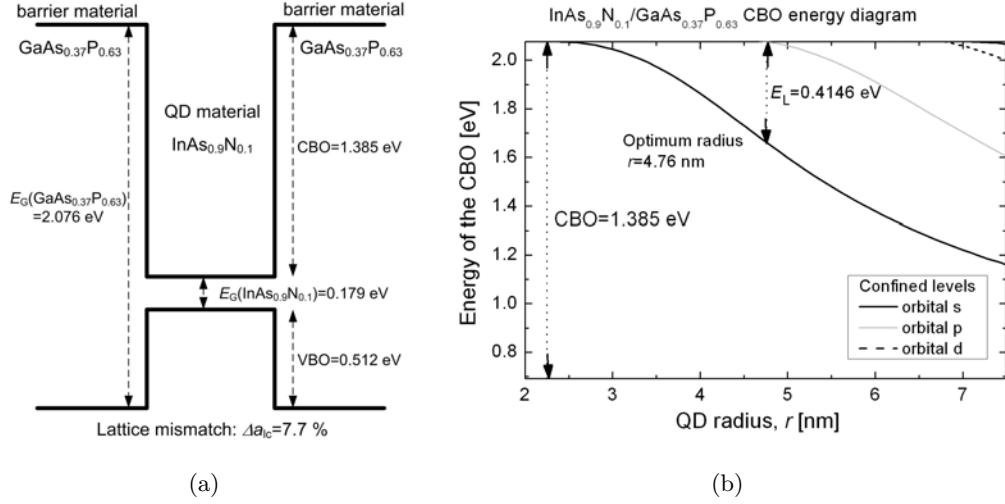 barrier material
barrier material
GaAs0.37P0.63
GaAs0.37P0.63
QD material
InAs0.9N0.1
CBO=1.385 eV
EG(GaAs0.37P0.63)
=2.076 eV
EG(InAs0.9N0.1)=0.179 eV
VBO=0.512 eV
Lattice mismatch: Δalc=7.7 %
(a)
InAs0.9N0.1/GaAs0.37P0.63 CBO energy diagram
Energy of the CBO [eV]
2.0
1.8
1.6
1.4
1.2
1.0
0.8
EL=0.4146 eV
Optimum radius
r=4.76 nm
CBO=1.385 eV
Confined levels
orbital s
orbital p
orbital d
2 3 4 5 6 7
QD radius, r [nm]
(b)